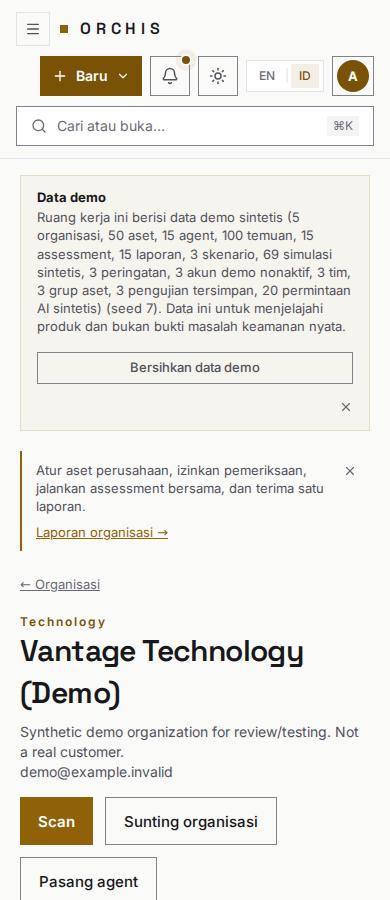 ORCHIS
Baru
EN
ID
A
Cari atau buka...
⌘K
Data demo
Ruang kerja ini berisi data demo sintetis (5
organisasi, 50 aset, 15 agent, 100 temuan, 15
assessment, 15 laporan, 3 skenario, 69 simulasi
sintetis, 3 peringatan, 3 akun demo nonaktif, 3 tim,
3 grup aset, 3 pengujian tersimpan, 20 permintaan
AI sintetis) (seed 7). Data ini untuk menjelajahi
produk dan bukan bukti masalah keamanan nyata.
Bersihkan data demo
Atur aset perusahaan, izinkan pemeriksaan,
jalankan assessment bersama, dan terima satu
laporan.
Laporan organisasi →
← Organisasi
Technology
Vantage Technology
(Demo)
Synthetic demo organization for review/testing. Not
a real customer.
demo@example.invalid
Scan
Sunting organisasi
Pasang agent